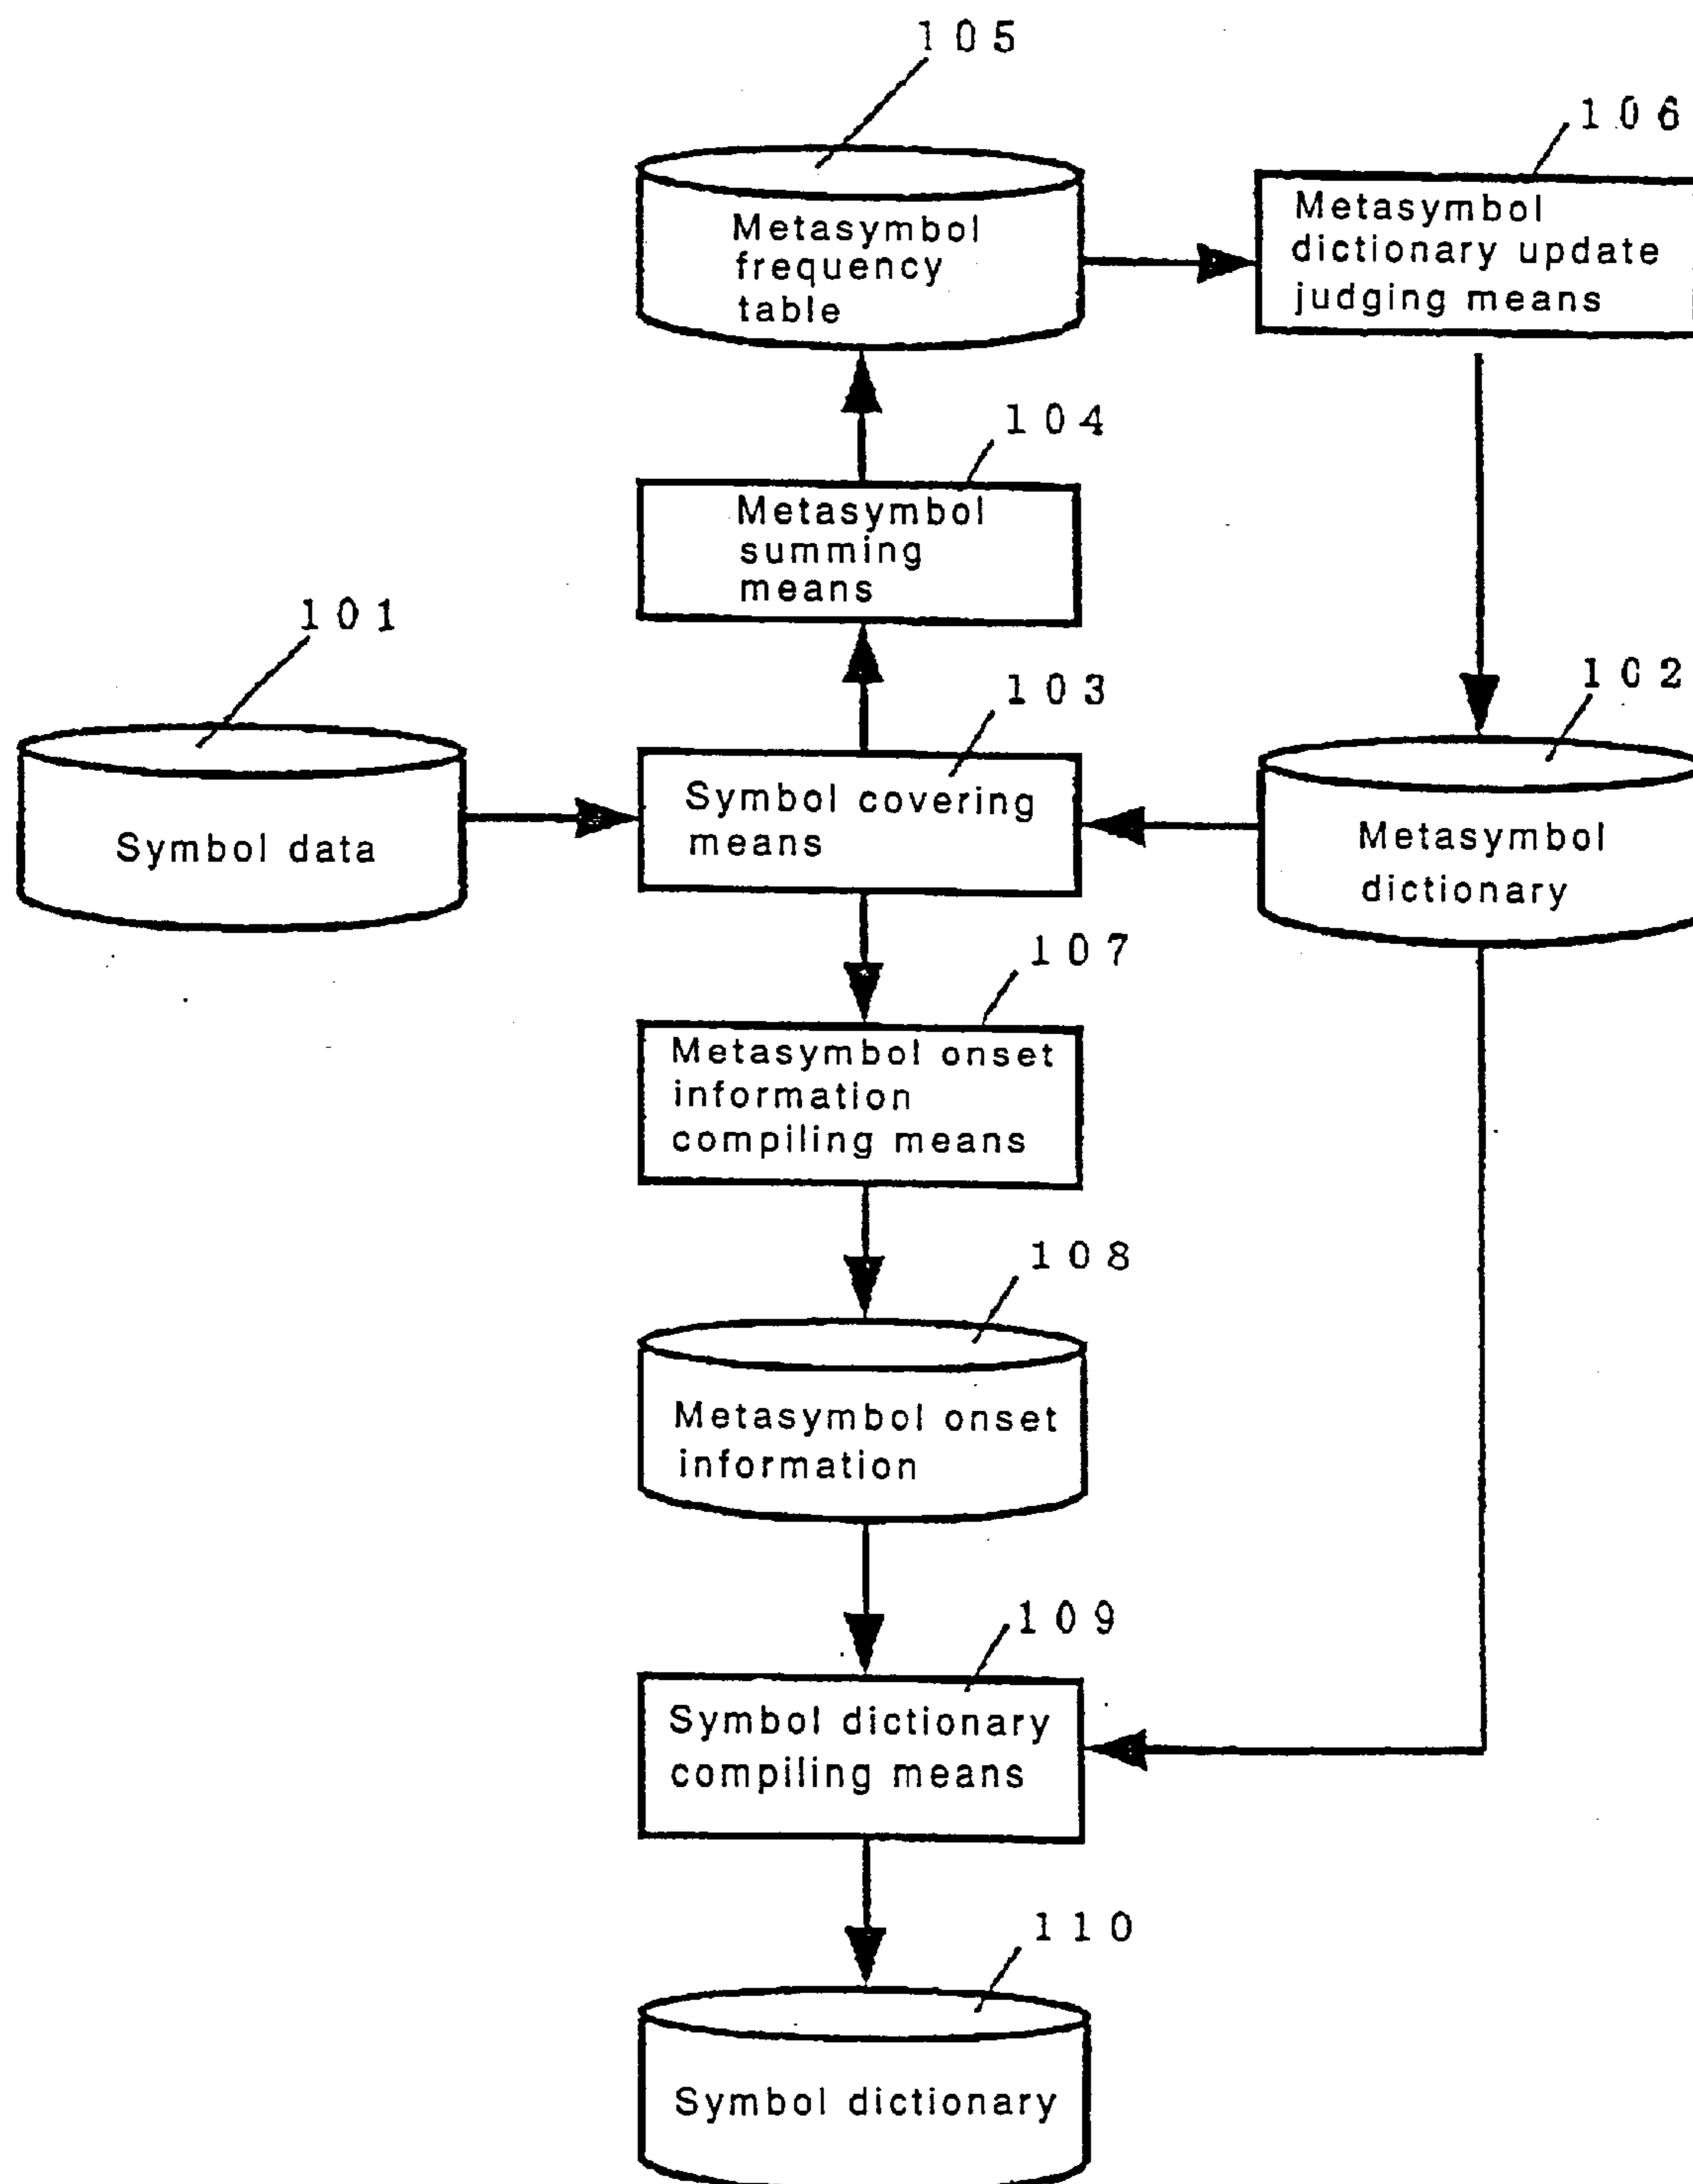 105
106
Metasymbol
frequency
table
Metasymbol
dictionary update
judging means
104
Metasymbol
summing
means
101
103
102
Symbol data
Symbol covering
means
Metasymbol
dictionary
107
Metasymbol onset
information
compiling means
108
Metasymbol onset
information
109
Symbol dictionary
compiling means
110
Symbol dictionary